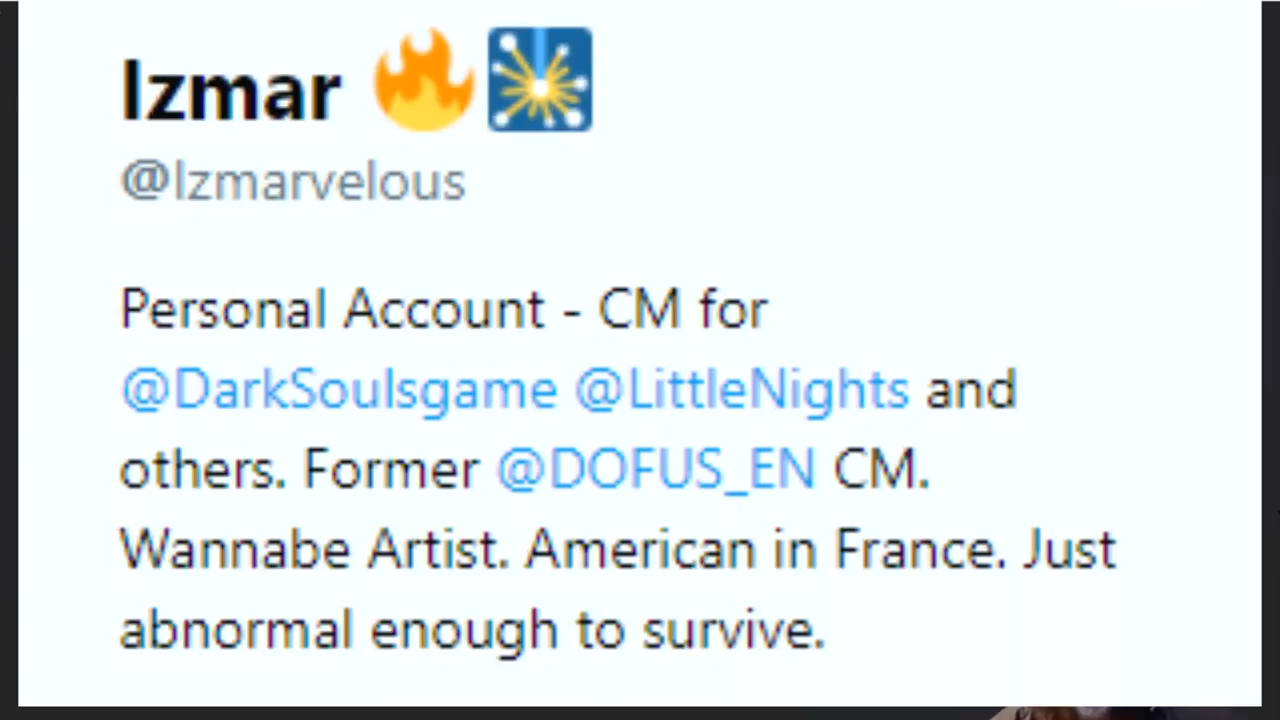 Izmar 🔥🎇
@Izmarvelous
Personal Account - CM for
@DarkSoulsgame @LittleNights and
others. Former @DOFUS_EN CM.
Wannabe Artist. American in France. Just
abnormal enough to survive.